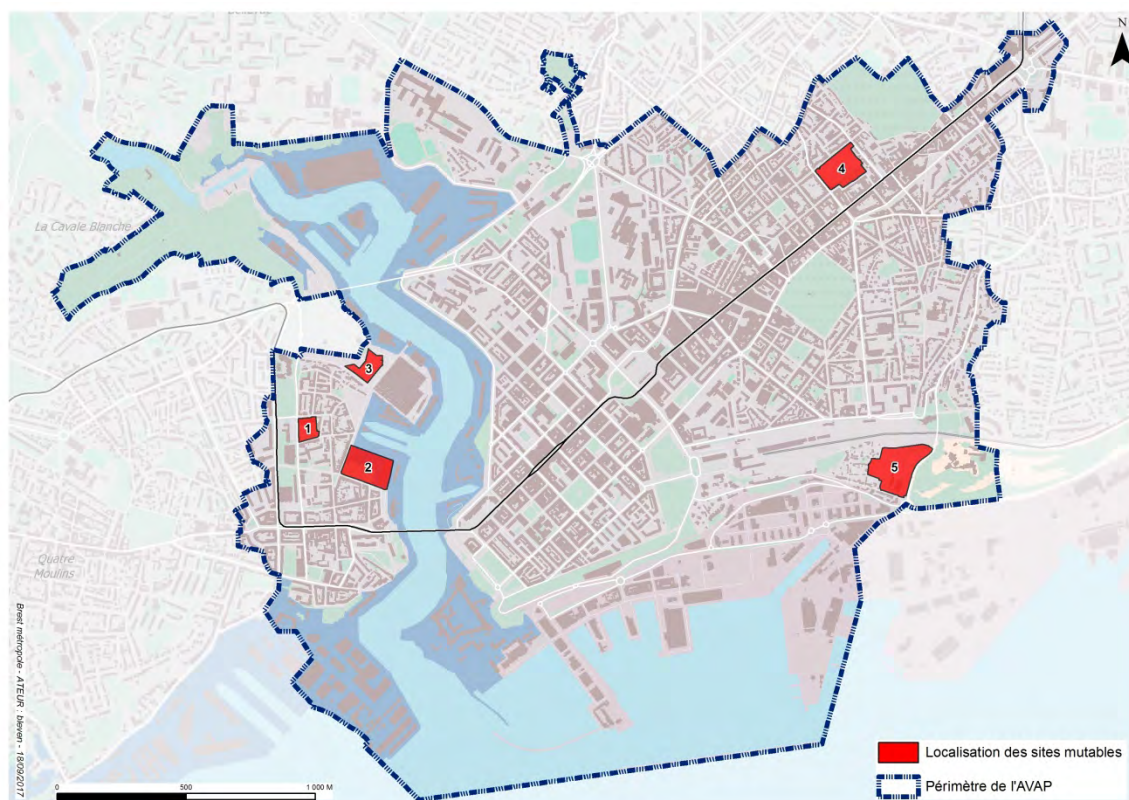 N
La Cavale Blanche
4
3
1
2
5
Quatre
Moulins
Brest métropole - ATEUR : bleven - 18/09/2017
Localisation des sites mutables
Périmètre de l'AVAP
0 500 1 000 M